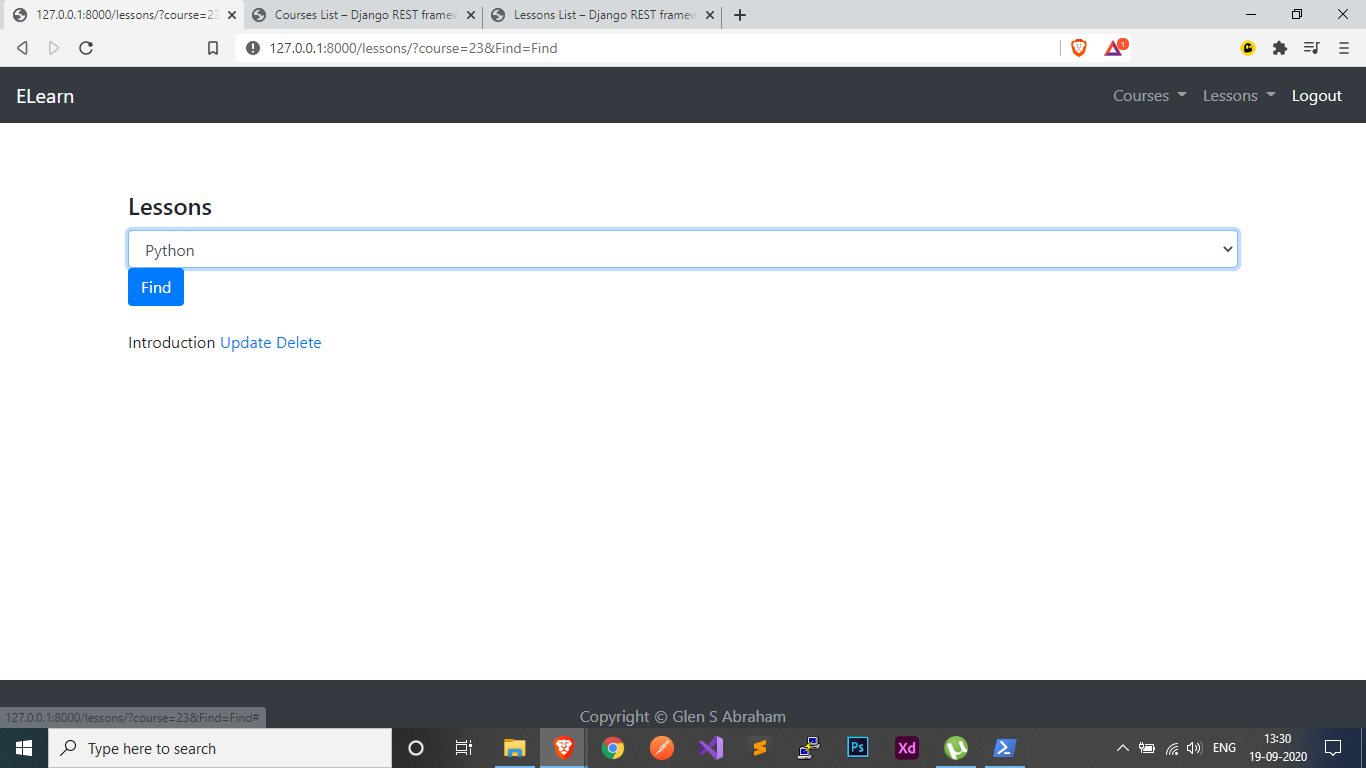 127.0.0.1:8000/lessons/?course=23
Courses List – Django REST framew
Lessons List – Django REST framew
127.0.0.1:8000/lessons/?course=23&Find=Find
1
ELearn
Courses
Lessons
Logout
Lessons
Python
Find
Introduction Update Delete
Copyright © Glen S Abraham
127.0.0.1:8000/lessons/?course=23&Find=Find#
Type here to search
Ps
Xd
ENG
13:30
19-09-2020